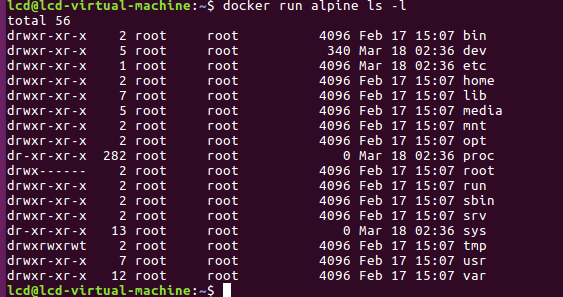 lcd@lcd-virtual-machine:~$ docker run alpine ls -l
total 56
drwxr-xr-x    2 root     root          4096 Feb 17 15:07 bin
drwxr-xr-x    5 root     root           340 Mar 18 02:36 dev
drwxr-xr-x    1 root     root          4096 Mar 18 02:36 etc
drwxr-xr-x    2 root     root          4096 Feb 17 15:07 home
drwxr-xr-x    7 root     root          4096 Feb 17 15:07 lib
drwxr-xr-x    5 root     root          4096 Feb 17 15:07 media
drwxr-xr-x    2 root     root          4096 Feb 17 15:07 mnt
drwxr-xr-x    2 root     root          4096 Feb 17 15:07 opt
dr-xr-xr-x  282 root     root             0 Mar 18 02:36 proc
drwx------    2 root     root          4096 Feb 17 15:07 root
drwxr-xr-x    2 root     root          4096 Feb 17 15:07 run
drwxr-xr-x    2 root     root          4096 Feb 17 15:07 sbin
drwxr-xr-x    2 root     root          4096 Feb 17 15:07 srv
dr-xr-xr-x   13 root     root             0 Mar 18 02:36 sys
drwxrwxrwt    2 root     root          4096 Feb 17 15:07 tmp
drwxr-xr-x    7 root     root          4096 Feb 17 15:07 usr
drwxr-xr-x   12 root     root          4096 Feb 17 15:07 var
lcd@lcd-virtual-machine:~$